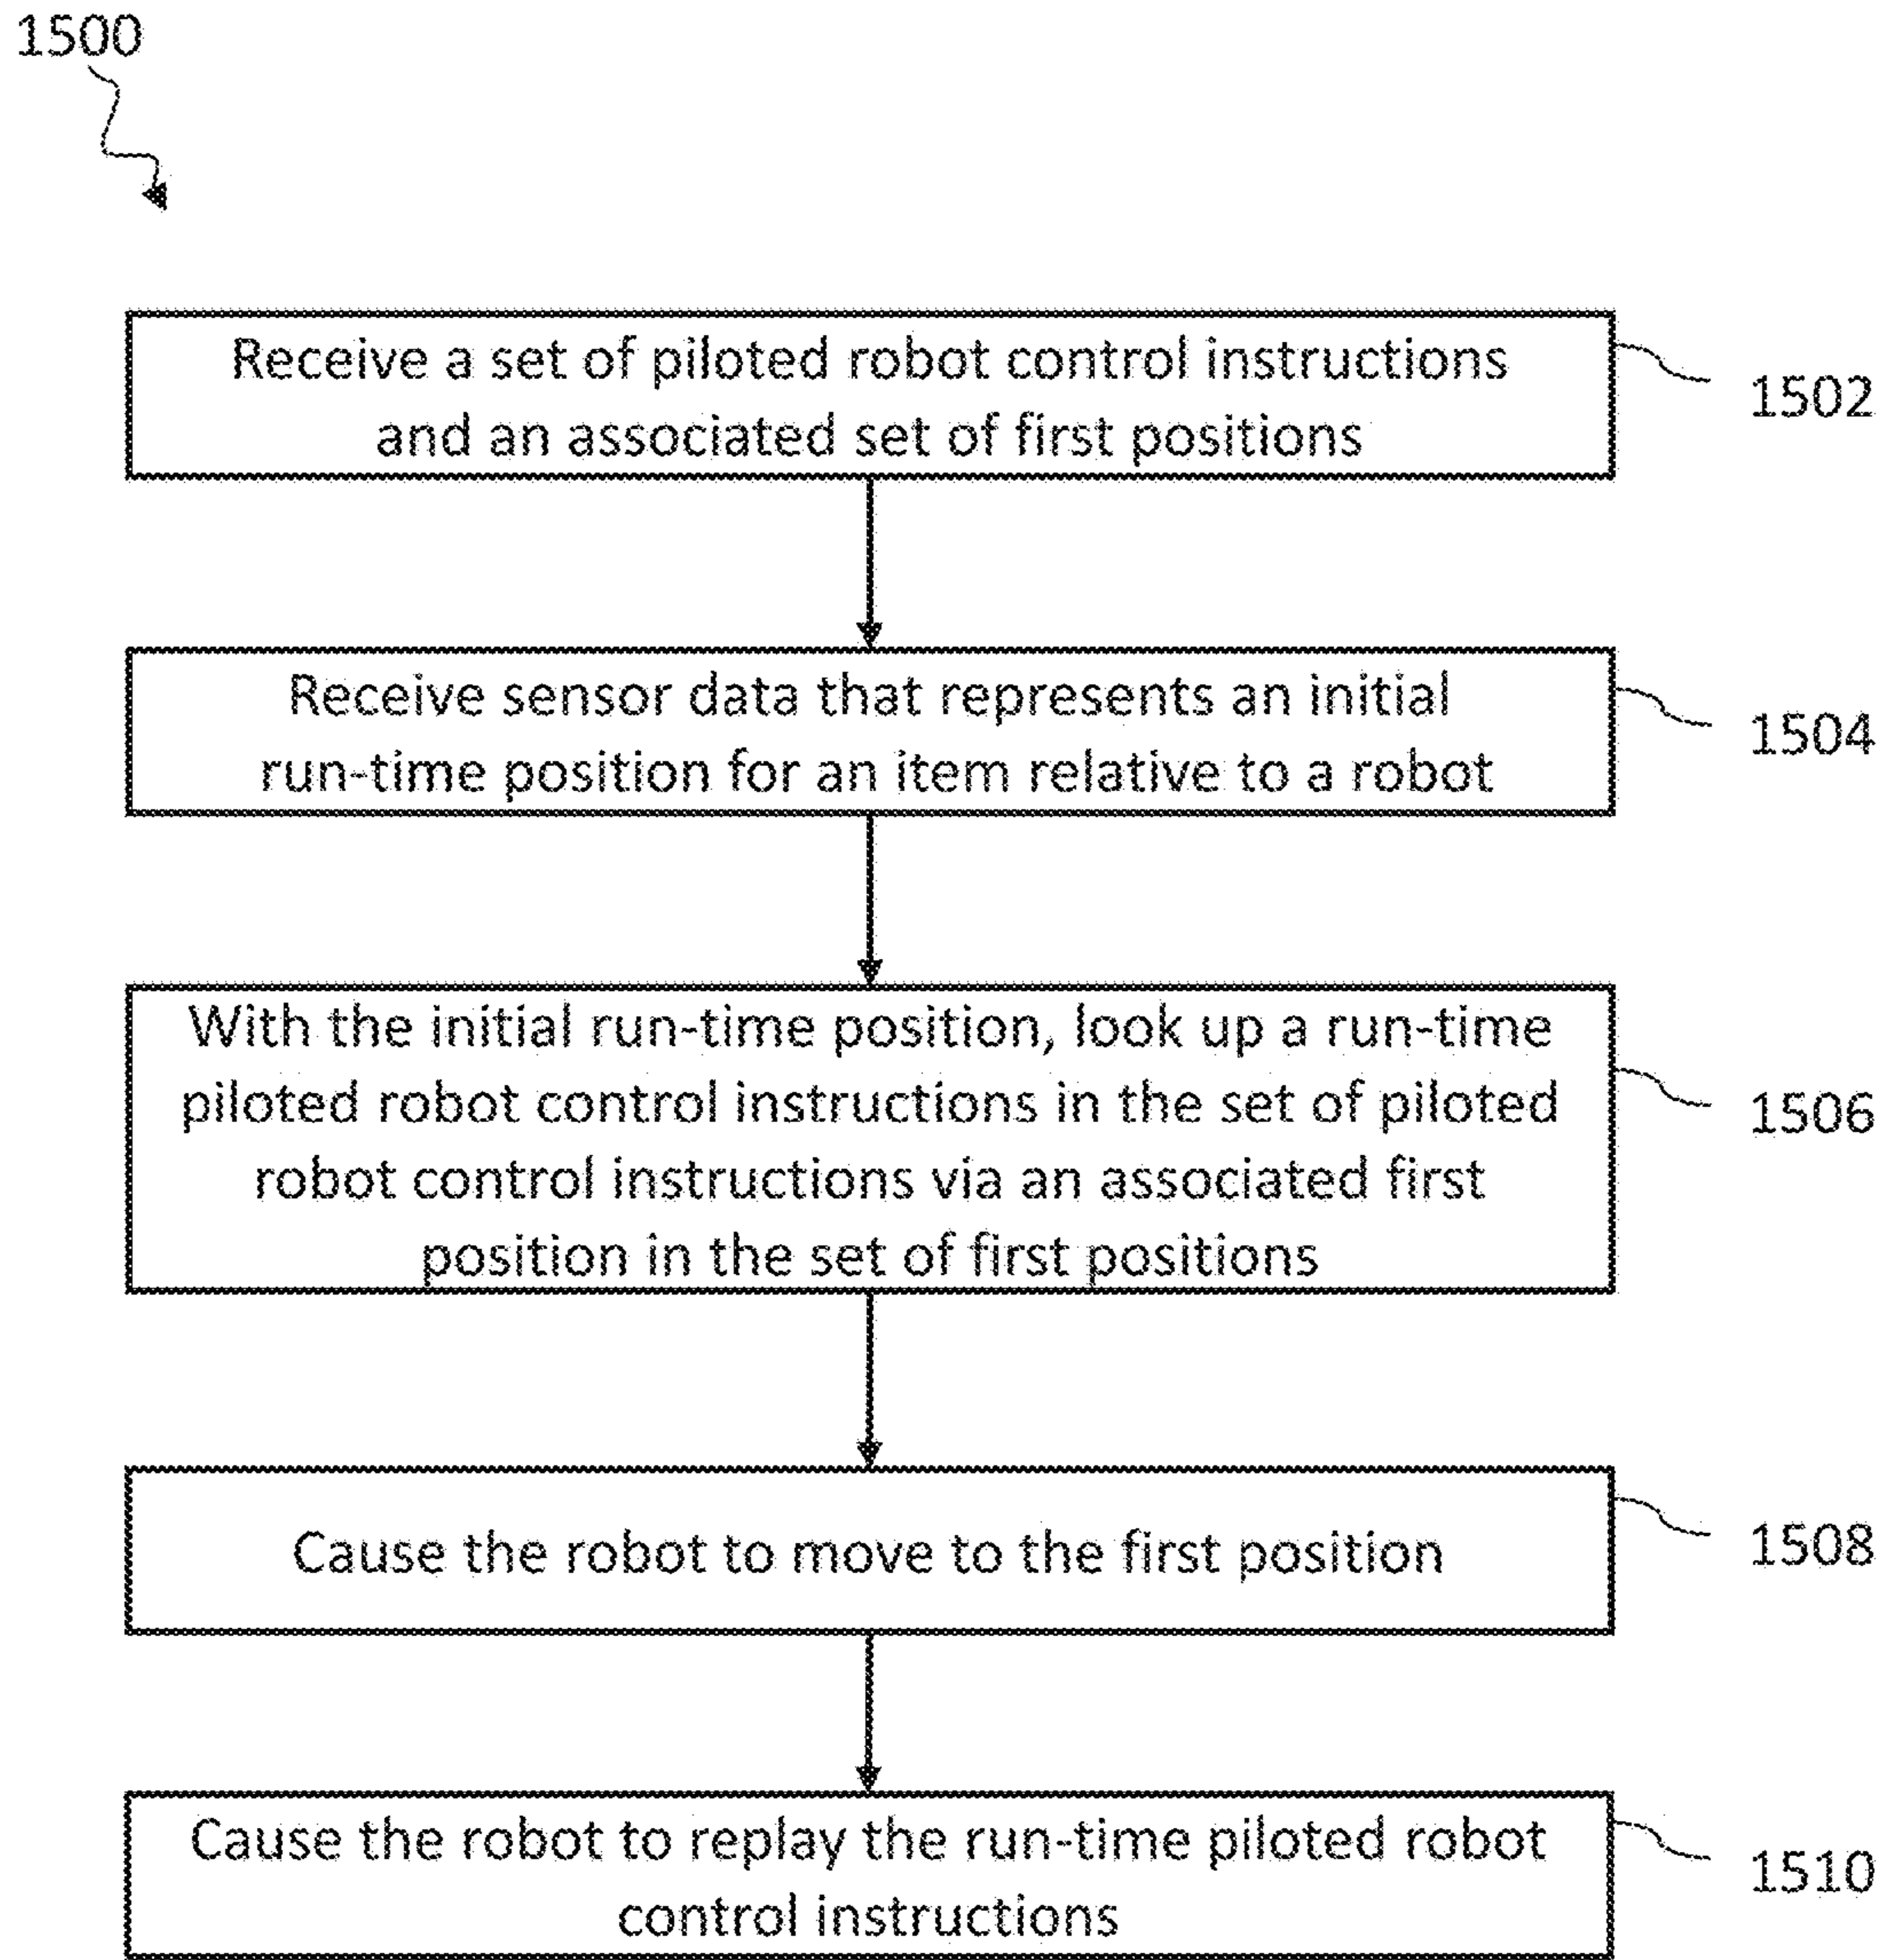 1500
Receive a set of piloted robot control instructions
and an associated set of first positions
1502
Receive sensor data that represents an initial
run-time position for an item relative to a robot
1504
With the initial run-time position, look up a run-time
piloted robot control instructions in the set of piloted
robot control instructions via an associated first
position in the set of first positions
1506
Cause the robot to move to the first position
1508
Cause the robot to replay the run-time piloted robot
control instructions
1510